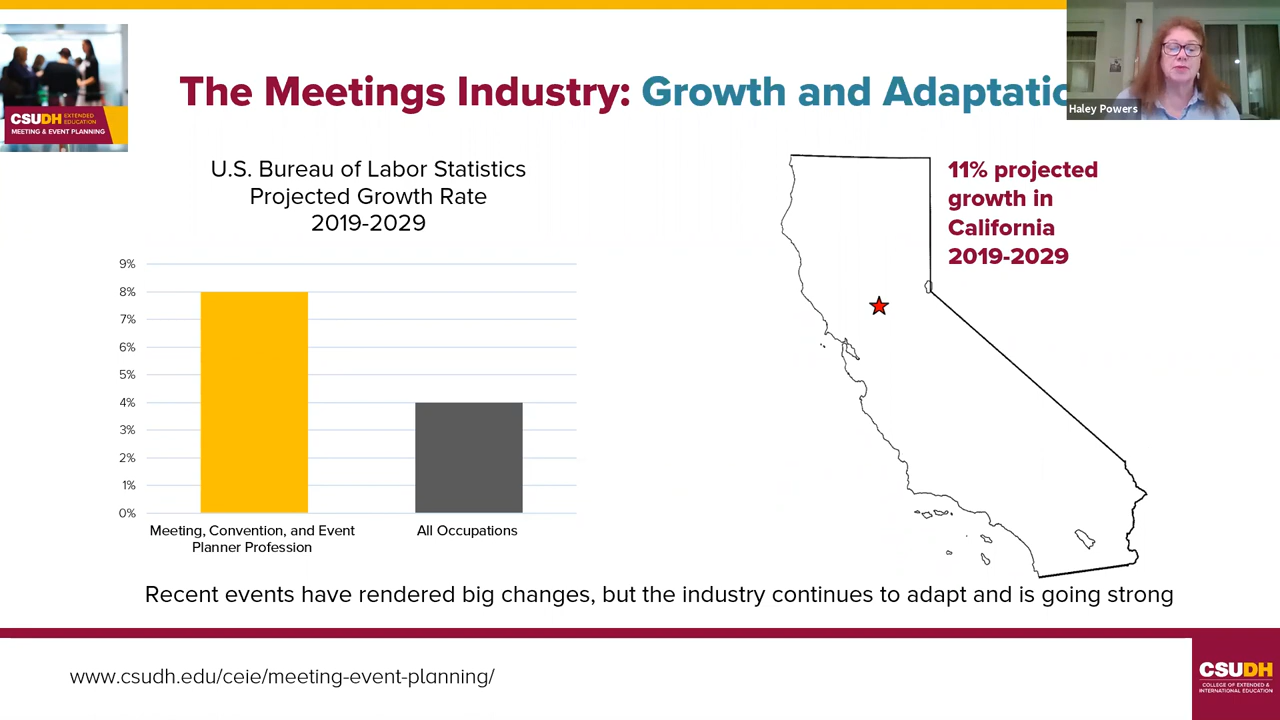 CSUDH EXTENDED EDUCATION
MEETING & EVENT PLANNING
The Meetings Industry: Growth and Adaptatio
Haley Powers
U.S. Bureau of Labor Statistics
Projected Growth Rate
2019-2029
9%
8%
7%
6%
5%
4%
3%
2%
1%
0%
Meeting, Convention, and Event
Planner Profession
All Occupations
11% projected
growth in
California
2019-2029
Recent events have rendered big changes, but the industry continues to adapt and is going strong
www.csudh.edu/ceie/meeting-event-planning/
CSUDH
COLLEGE OF EXTENDED &
INTERNATIONAL EDUCATION